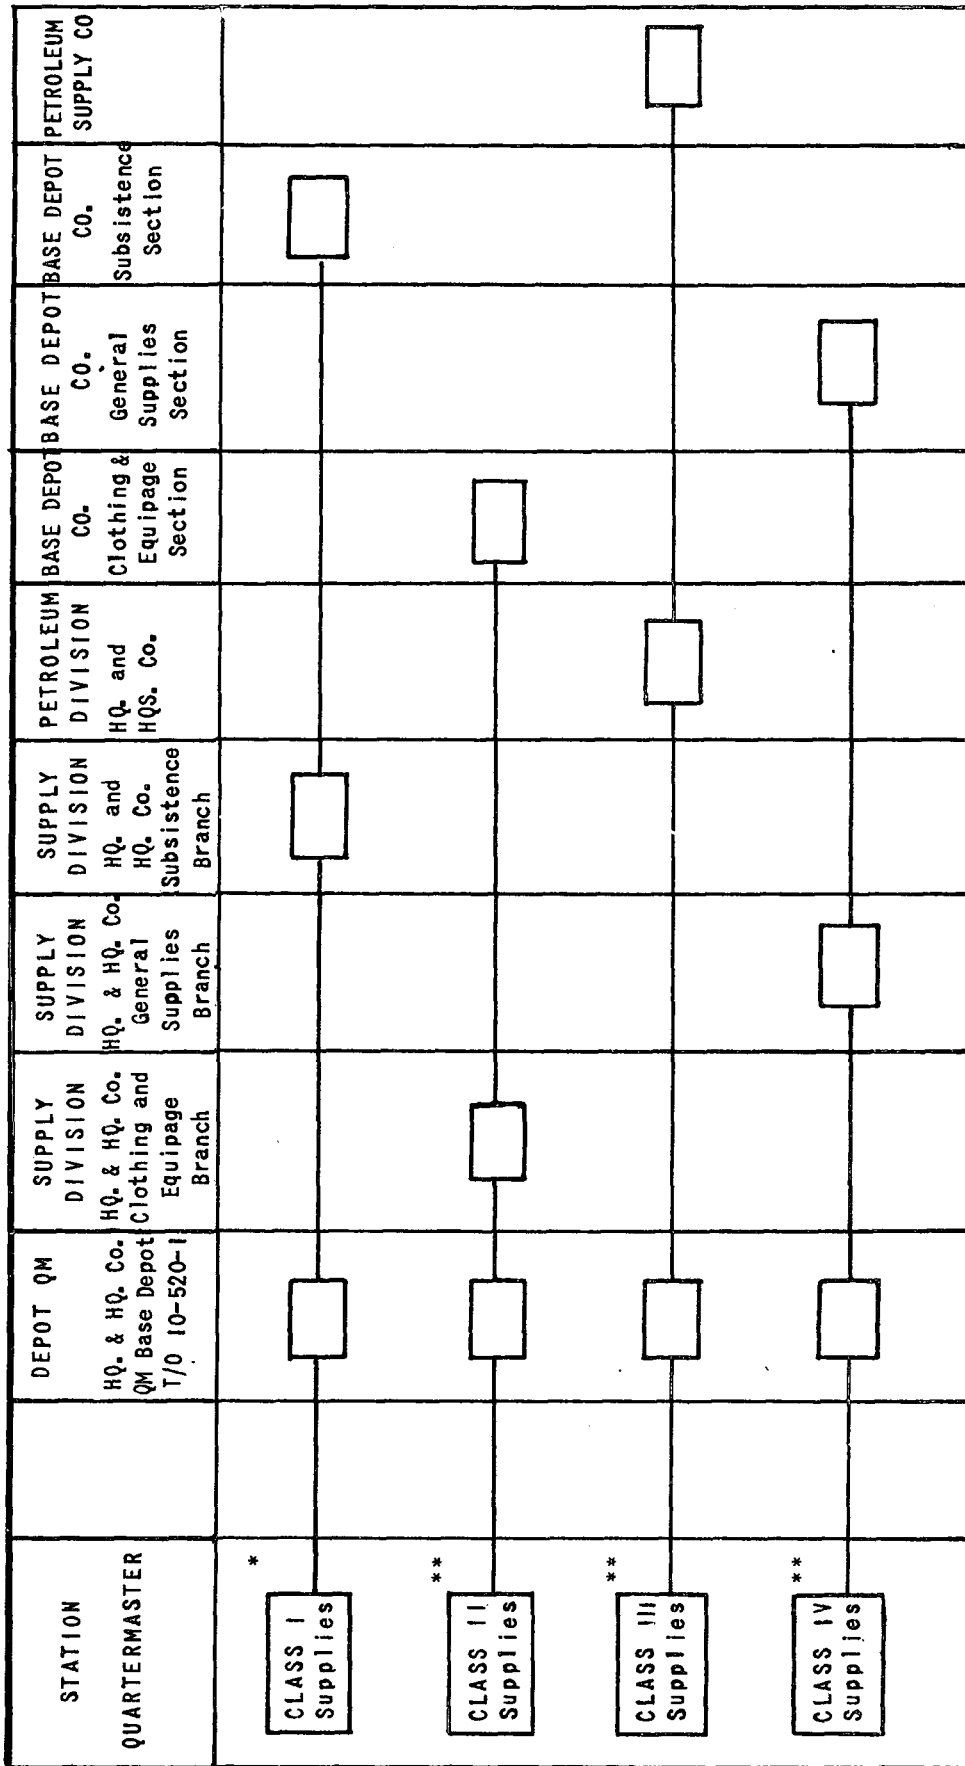 STATION
QUARTERMASTER
DEPOT QM
HQ. & HQ. Co.
QM Base Depot
T/O 10-520-1
SUPPLY
DIVISION
HQ. & HQ. Co.
Clothing and
Equipage
Branch
SUPPLY
DIVISION
HQ. & HQ. Co.
General
Supplies
Branch
SUPPLY
DIVISION
HQ. and
HQ. Co.
Subsistence
Branch
PETROLEUM
DIVISION
HQ. and
HQS. Co.
BASE DEPOT
CO.
Clothing &
Equipage
Section
BASE DEPOT
CO.
General
Supplies
Section
BASE DEPOT
CO.
Subsistence
Section
PETROLEUM
SUPPLY CO
*
CLASS I
Supplies
**
CLASS II
Supplies
**
CLASS III
Supplies
**
CLASS IV
Supplies